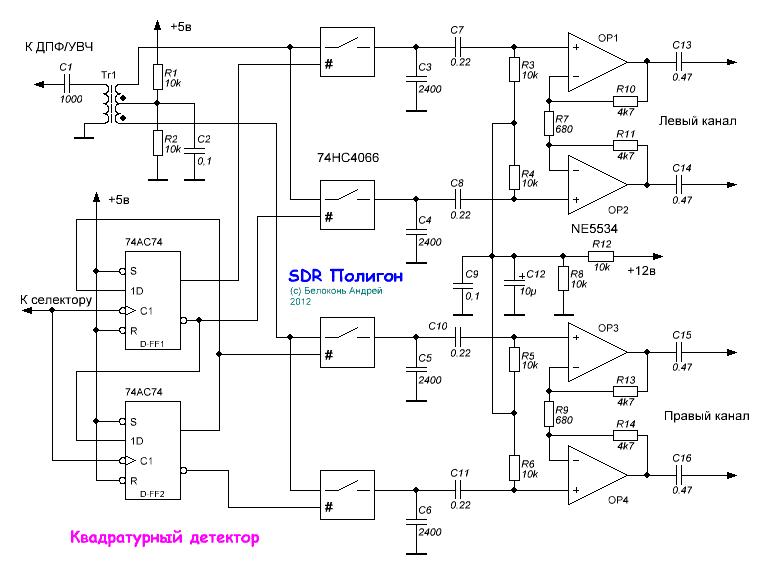 К ДПФ/УВЧ
+5в
C1
1000
Tr1
R1
10k
R2
10k
C2
0,1
#
C3
2400
C7
0.22
R3
10k
OP1
C13
0.47
R10
4k7
R7
680
Левый канал
R11
4k7
74HC4066
#
C4
2400
C8
0.22
R4
10k
OP2
C14
0.47
NE5534
+5в
74AC74
S
1D
C1
R
D-FF1
К селектору
SDR Полигон
(c) Белоконь Андрей
2012
C9
0,1
C12
10µ
R8
10k
R12
10k
+12в
#
C5
2400
C10
0.22
R5
10k
OP3
C15
0.47
R13
4k7
R9
680
Правый канал
R14
4k7
74AC74
S
1D
C1
R
D-FF2
#
C6
2400
C11
0.22
R6
10k
OP4
C16
0.47
Квадратурный детектор